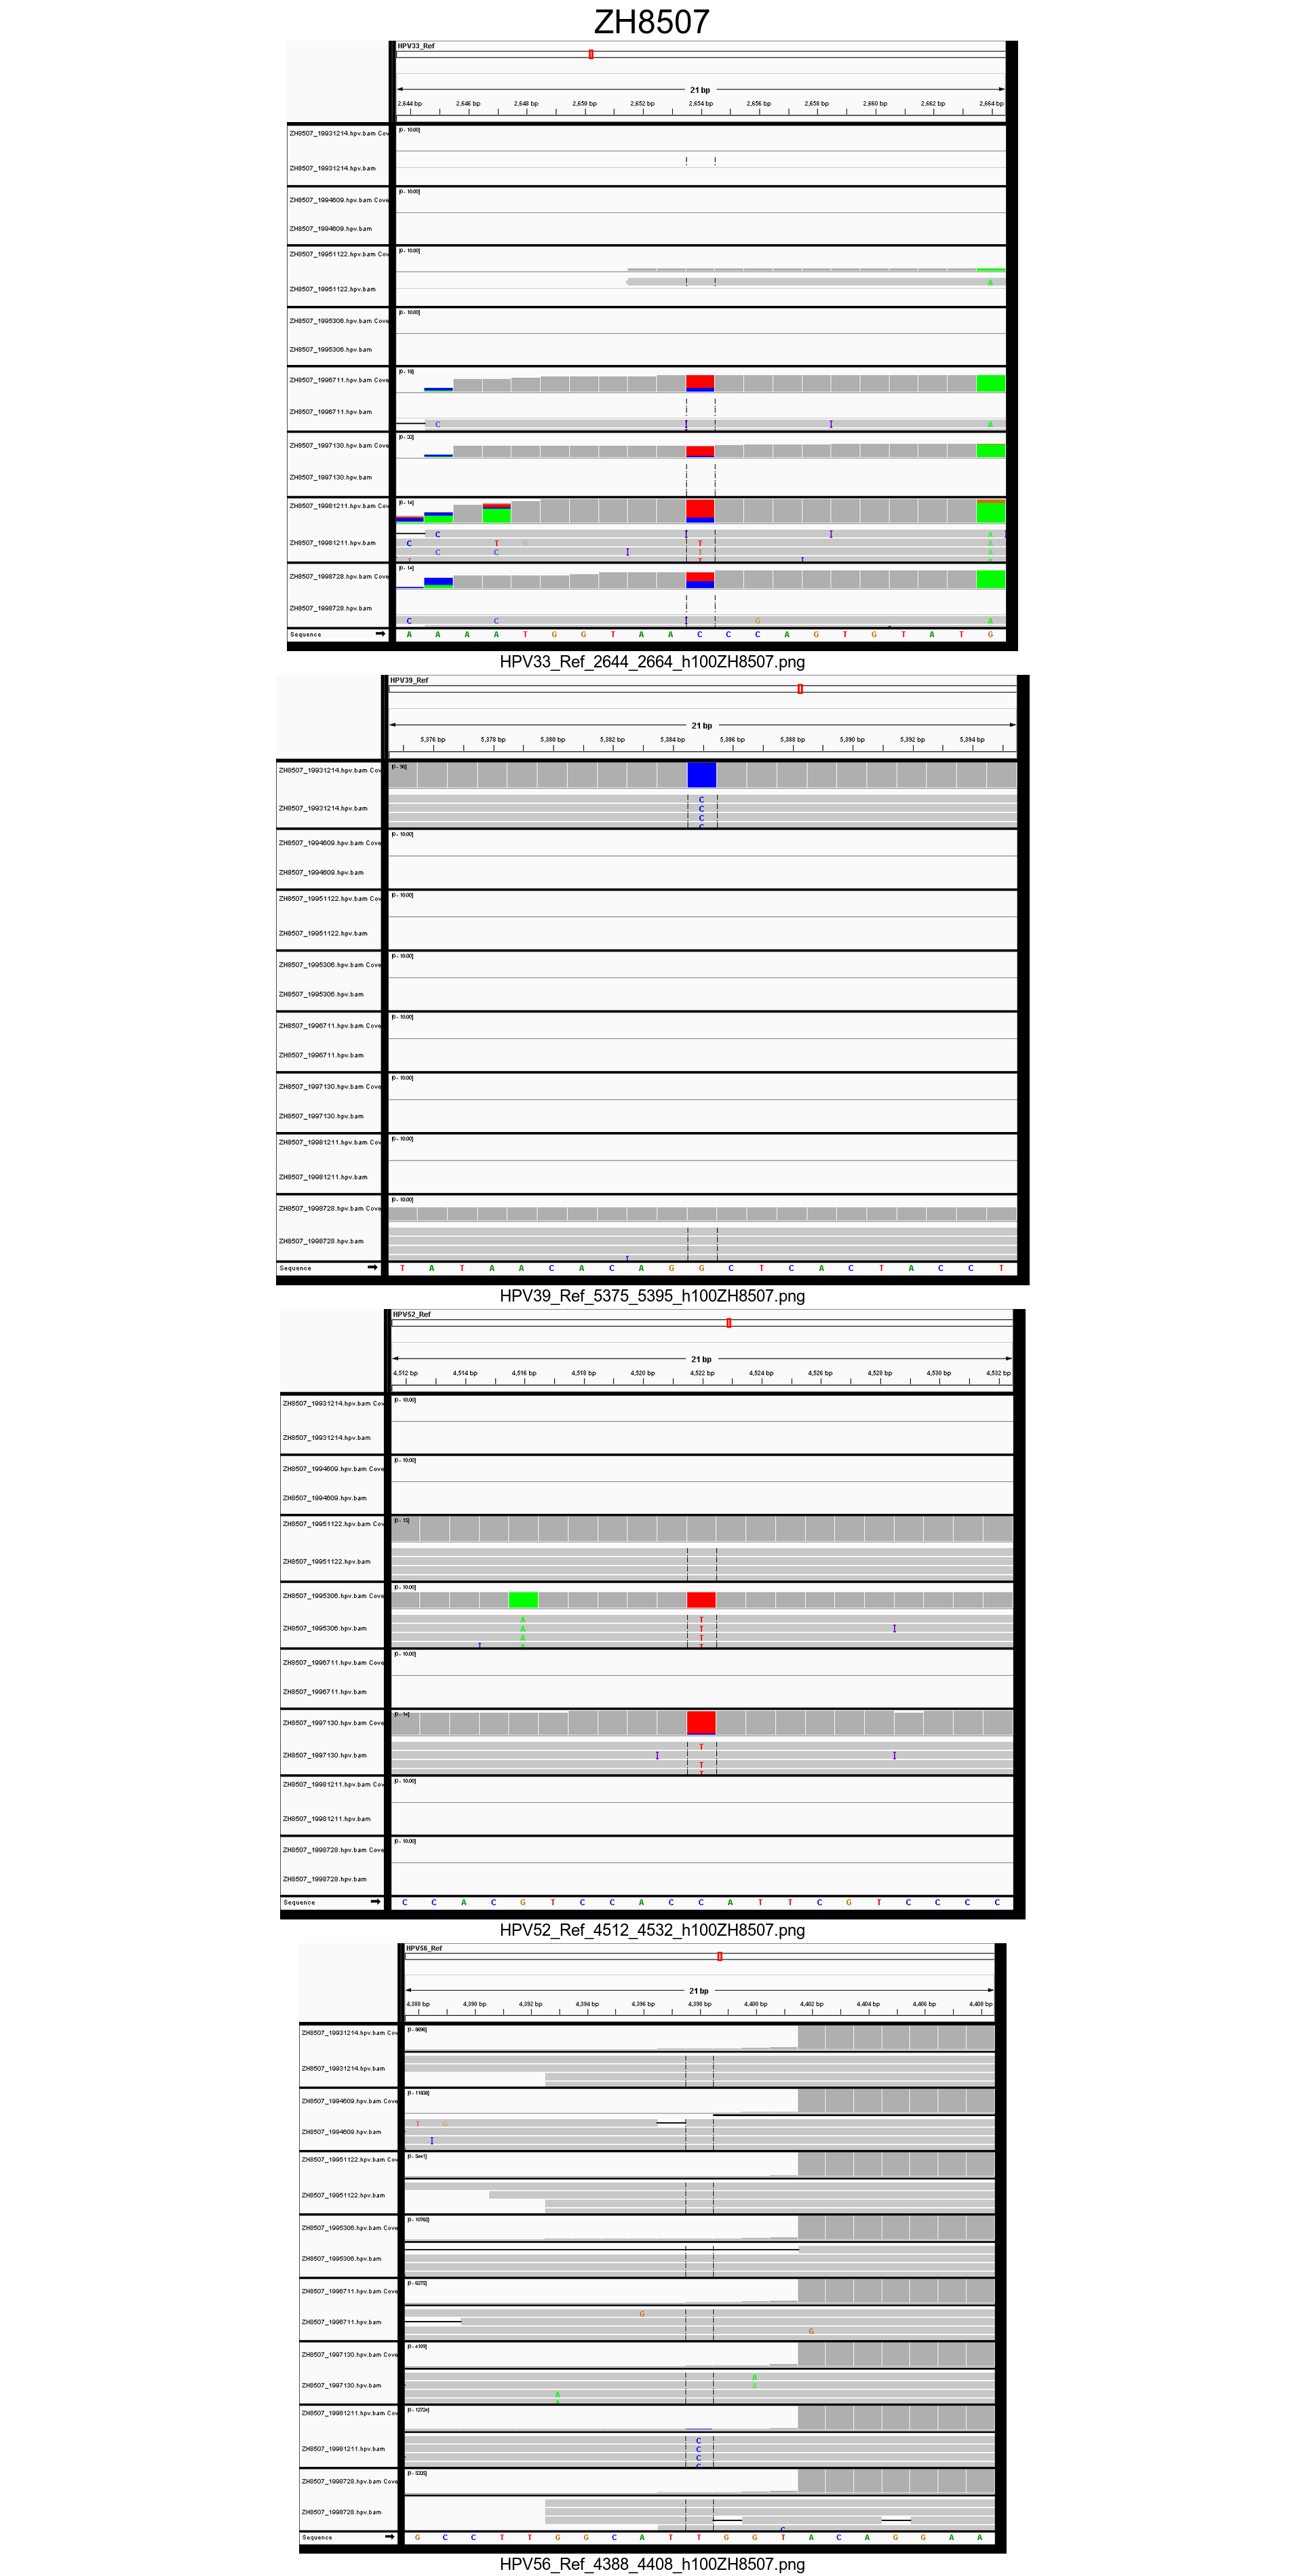 ZH8507
HPV33_Ref
21 bp
2,644 bp 2,646 bp 2,648 bp 2,650 bp 2,652 bp 2,654 bp 2,656 bp 2,658 bp 2,660 bp 2,662 bp 2,664 bp
ZH8507_19931214.hpv.bam Cov [0 - 10.00]
ZH8507_19931214.hpv.bam
ZH8507_1994609.hpv.bam Cove [0 - 10.00]
ZH8507_1994609.hpv.bam
ZH8507_19951122.hpv.bam Cov [0 - 10.00]
ZH8507_19951122.hpv.bam A
ZH8507_1995306.hpv.bam Cove [0 - 10.00]
ZH8507_1995306.hpv.bam
ZH8507_1996711.hpv.bam Cove
ZH8507_1996711.hpv.bam
C I I A
ZH8507_1997130.hpv.bam Cove
ZH8507_1997130.hpv.bam
ZH8507_19981211.hpv.bam Cov [0 - 14]
C I I A
ZH8507_19981211.hpv.bam C T G T A
C C I T A
ZH8507_1998728.hpv.bam Cove [0 - 14]
ZH8507_1998728.hpv.bam
C C I G A
Sequence A A A A T G G T A A C C C A G T G T A T G
HPV33_Ref_2644_2664_h100ZH8507.png
HPV39_Ref
21 bp
5,376 bp 5,378 bp 5,380 bp 5,382 bp 5,384 bp 5,386 bp 5,388 bp 5,390 bp 5,392 bp 5,394 bp
ZH8507_19931214.hpv.bam Cov
C
ZH8507_19931214.hpv.bam C
C
C
ZH8507_1994609.hpv.bam Cove [0 - 10.00]
ZH8507_1994609.hpv.bam
ZH8507_19951122.hpv.bam Cov [0 - 10.00]
ZH8507_19951122.hpv.bam
ZH8507_1995306.hpv.bam Cove [0 - 10.00]
ZH8507_1995306.hpv.bam
ZH8507_1996711.hpv.bam Cove [0 - 10.00]
ZH8507_1996711.hpv.bam
ZH8507_1997130.hpv.bam Cove [0 - 10.00]
ZH8507_1997130.hpv.bam
ZH8507_19981211.hpv.bam Cov [0 - 10.00]
ZH8507_19981211.hpv.bam
ZH8507_1998728.hpv.bam Cove [0 - 10.00]
ZH8507_1998728.hpv.bam
Sequence T A T A A C A C A G G C T C A C T A C C T
HPV39_Ref_5375_5395_h100ZH8507.png
HPV52_Ref
21 bp
4,512 bp 4,514 bp 4,516 bp 4,518 bp 4,520 bp 4,522 bp 4,524 bp 4,526 bp 4,528 bp 4,530 bp 4,532 bp
ZH8507_19931214.hpv.bam Cov [0 - 10.00]
ZH8507_19931214.hpv.bam
ZH8507_1994609.hpv.bam Cove [0 - 10.00]
ZH8507_1994609.hpv.bam
ZH8507_19951122.hpv.bam Cov [0 - 15]
ZH8507_19951122.hpv.bam
ZH8507_1995306.hpv.bam Cove [0 - 10.00]
A T
ZH8507_1995306.hpv.bam A T I
A T
A T
ZH8507_1996711.hpv.bam Cove [0 - 10.00]
ZH8507_1996711.hpv.bam
ZH8507_1997130.hpv.bam Cove [0 - 14]
T
ZH8507_1997130.hpv.bam I I
T
T
ZH8507_19981211.hpv.bam Cov [0 - 10.00]
ZH8507_19981211.hpv.bam
ZH8507_1998728.hpv.bam Cove [0 - 10.00]
ZH8507_1998728.hpv.bam
Sequence C C A C G T C C A C C A T T C G T C C C C
HPV52_Ref_4512_4532_h100ZH8507.png
HPV56_Ref
21 bp
4,388 bp 4,390 bp 4,392 bp 4,394 bp 4,396 bp 4,398 bp 4,400 bp 4,402 bp 4,404 bp 4,406 bp 4,408 bp
ZH8507_19931214.hpv.bam Cov
ZH8507_19931214.hpv.bam
ZH8507_1994609.hpv.bam Cove
T G
ZH8507_1994609.hpv.bam
I
ZH8507_19951122.hpv.bam Cov
ZH8507_19951122.hpv.bam
ZH8507_1995306.hpv.bam Cove
ZH8507_1995306.hpv.bam
ZH8507_1996711.hpv.bam Cove
G
ZH8507_1996711.hpv.bam
G
ZH8507_1997130.hpv.bam Cove
A
ZH8507_1997130.hpv.bam A
A
A
ZH8507_19981211.hpv.bam Cov
C
ZH8507_19981211.hpv.bam C
C
C
ZH8507_1998728.hpv.bam Cove
ZH8507_1998728.hpv.bam
Sequence G C C T T G G C A T T G G T A C A G G A A
HPV56_Ref_4388_4408_h100ZH8507.png